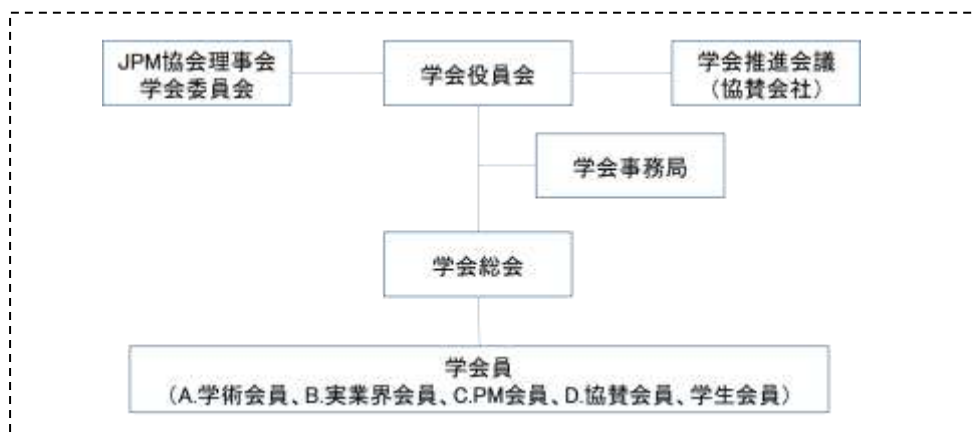 JPM協会理事会
学会委員会
学会役員会
学会推進会議
（協賛会社）
学会事務局
学会総会
学会員
（A.学術会員、B.実業界会員、C.PM会員、D.協賛会員、学生会員）